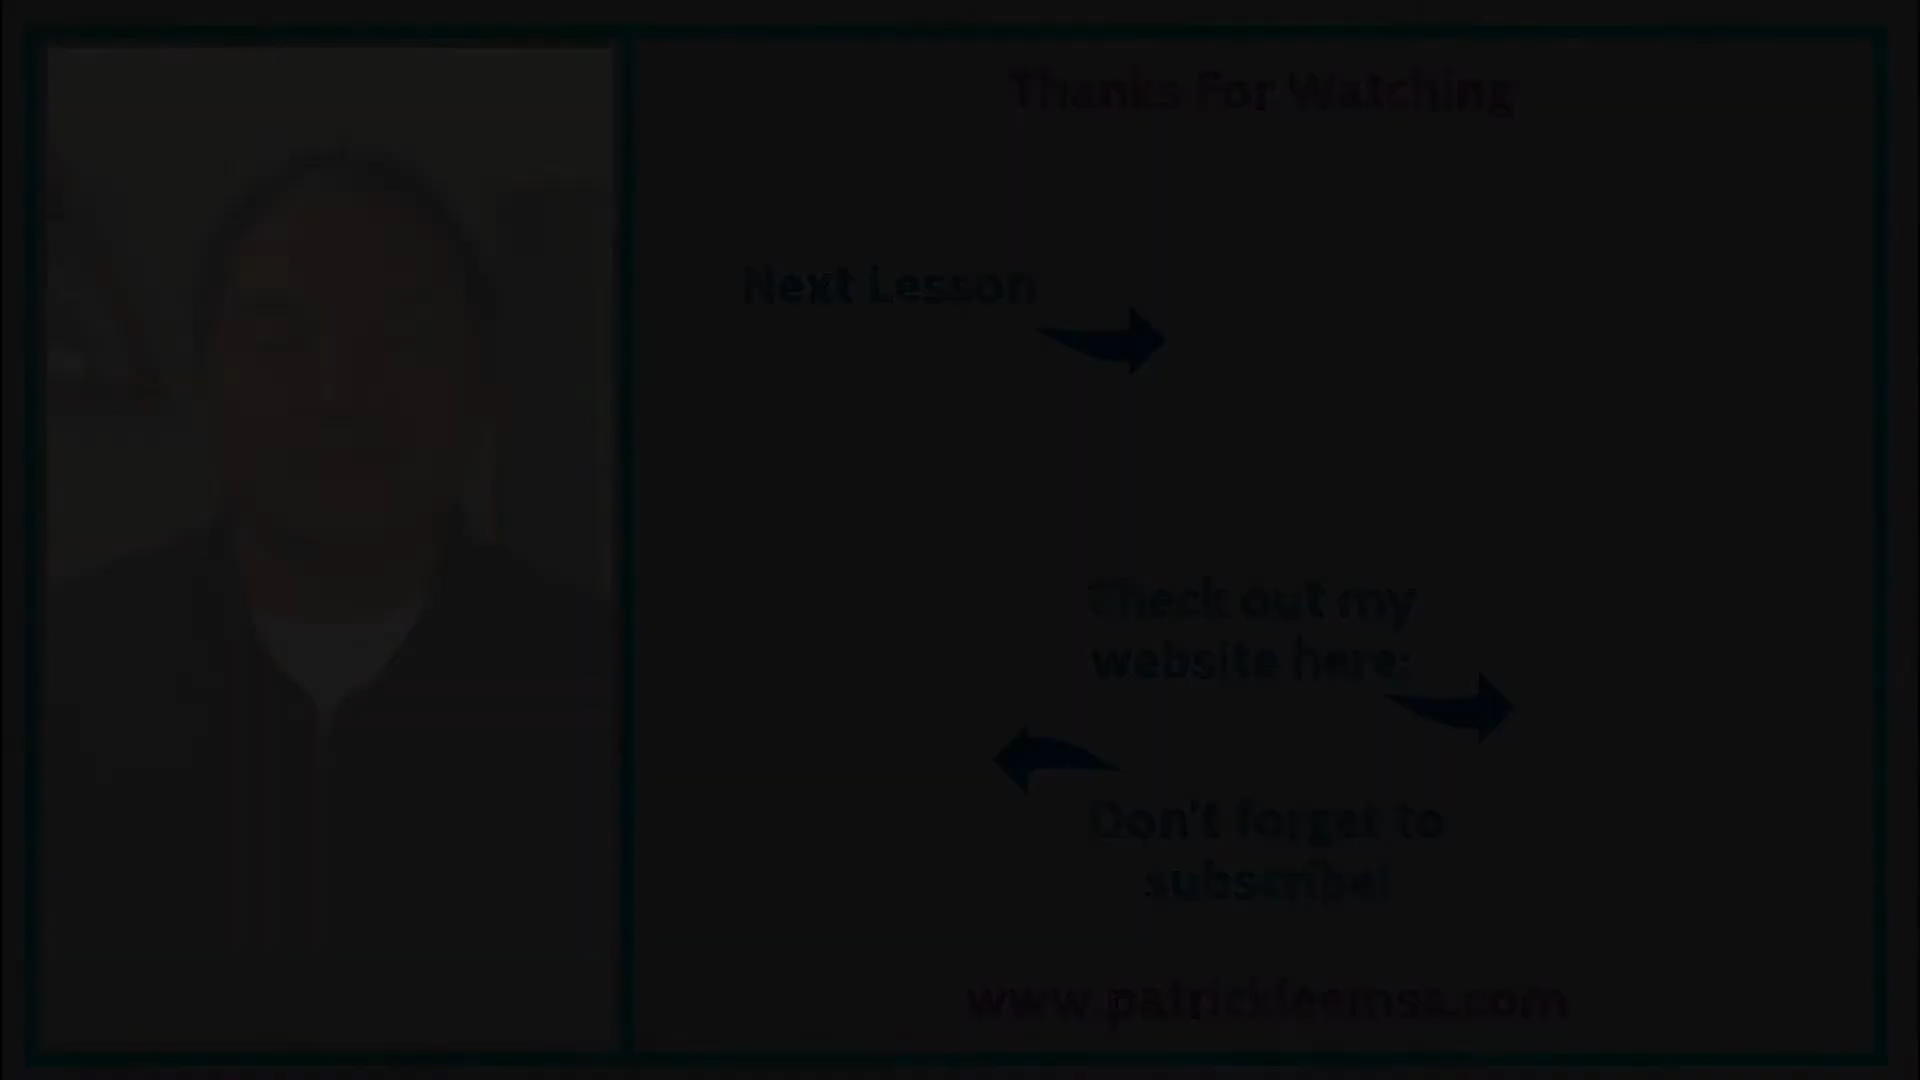 Thanks For Watching
Next Lesson
Check out my
website here:
Don't forget to
subscribe!
www.patrickleemsa.com